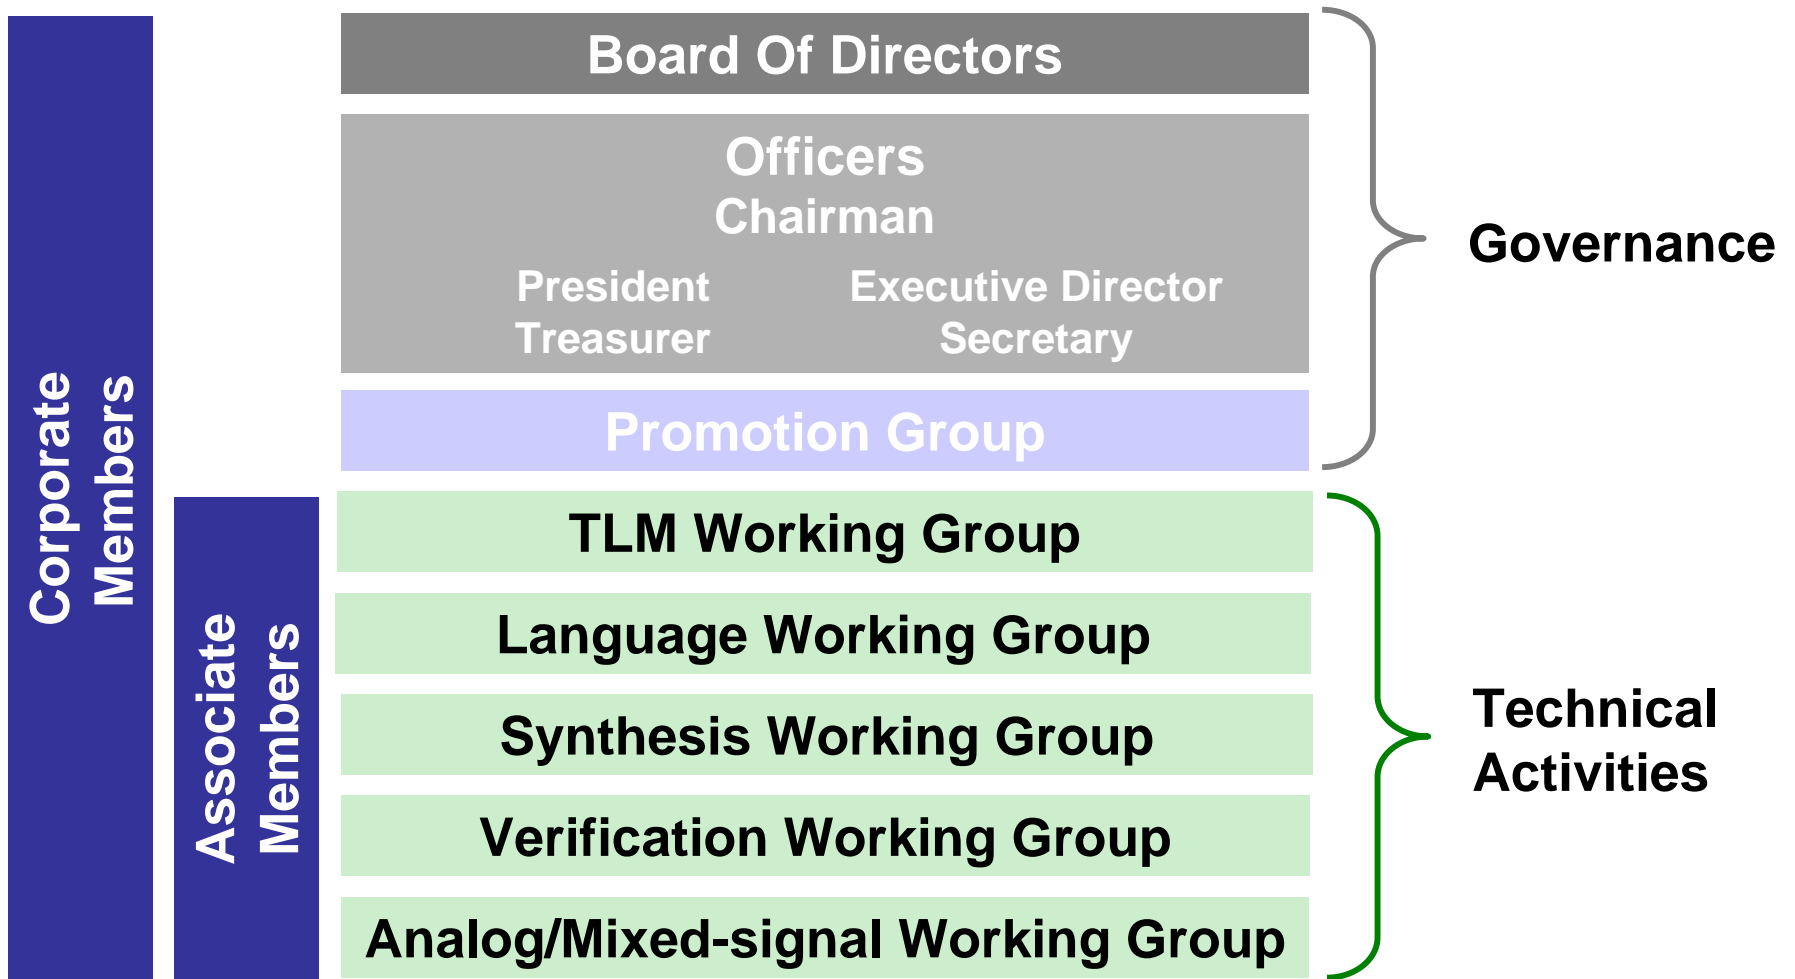 Board Of Directors
Officers
Chairman
President Executive Director
Treasurer Secretary
Promotion Group
Governance
Corporate
Members
Associate
Members
TLM Working Group
Language Working Group
Synthesis Working Group
Verification Working Group
Analog/Mixed-signal Working Group
Technical
Activities